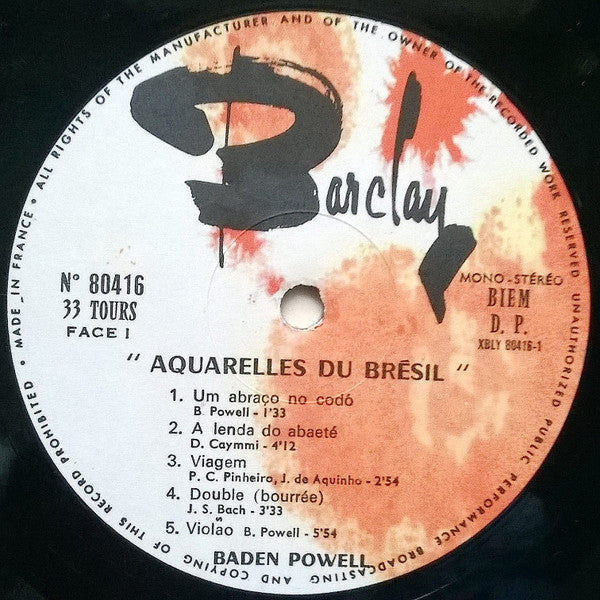 ALL RIGHTS OF THE MANUFACTURER AND OF THE OWNER OF THE RECORDED WORK RESERVED UNAUTHORIZED PUBLIC PERFORMANCE BROADCASTING AND COPYING OF THIS RECORD PROHIBITED • MADE IN FRANCE •
Barclay
N° 80416
33 TOURS
FACE I
MONO-STÉRÉO
BIEM
D. P.
XBLY 80416-1
" AQUARELLES DU BRÉSIL "
1. Um abraço no codó
B. Powell - 1'33
2. A lenda do abaeté
D. Caymmi - 4'12
3. Viagem
P. C. Pinheiro, J. de Aquinho - 2'54
4. Double (bourrée)
J. S. Bach - 3'33
5. Violao B. Powell - 5'54
S
BADEN POWELL